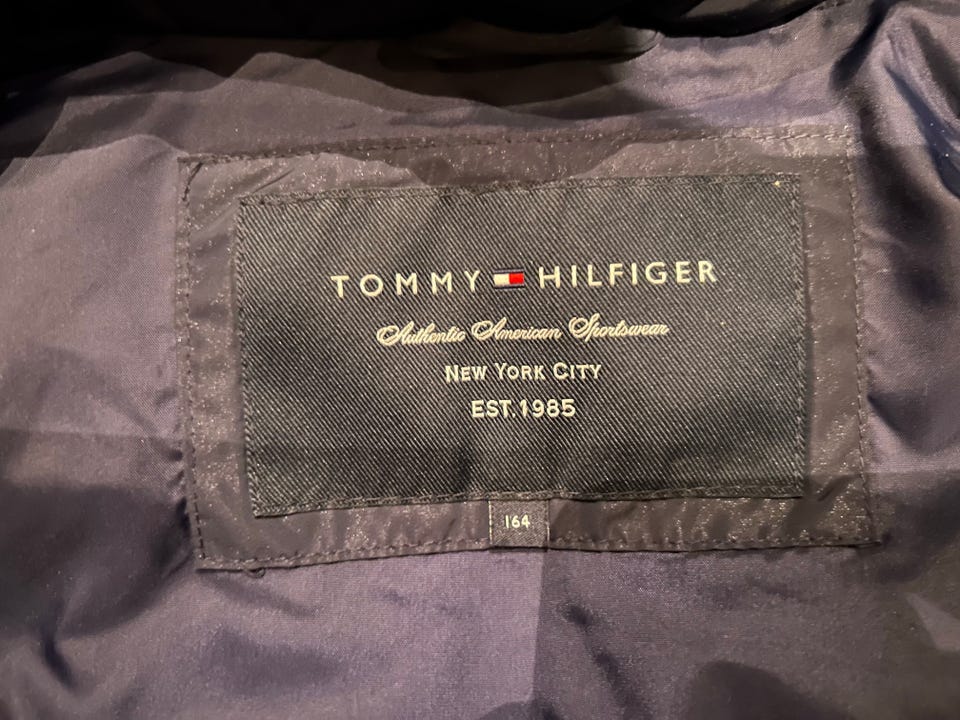 TOMMY HILFIGER
Authentic American Sportswear
NEW YORK CITY
EST. 1985
164